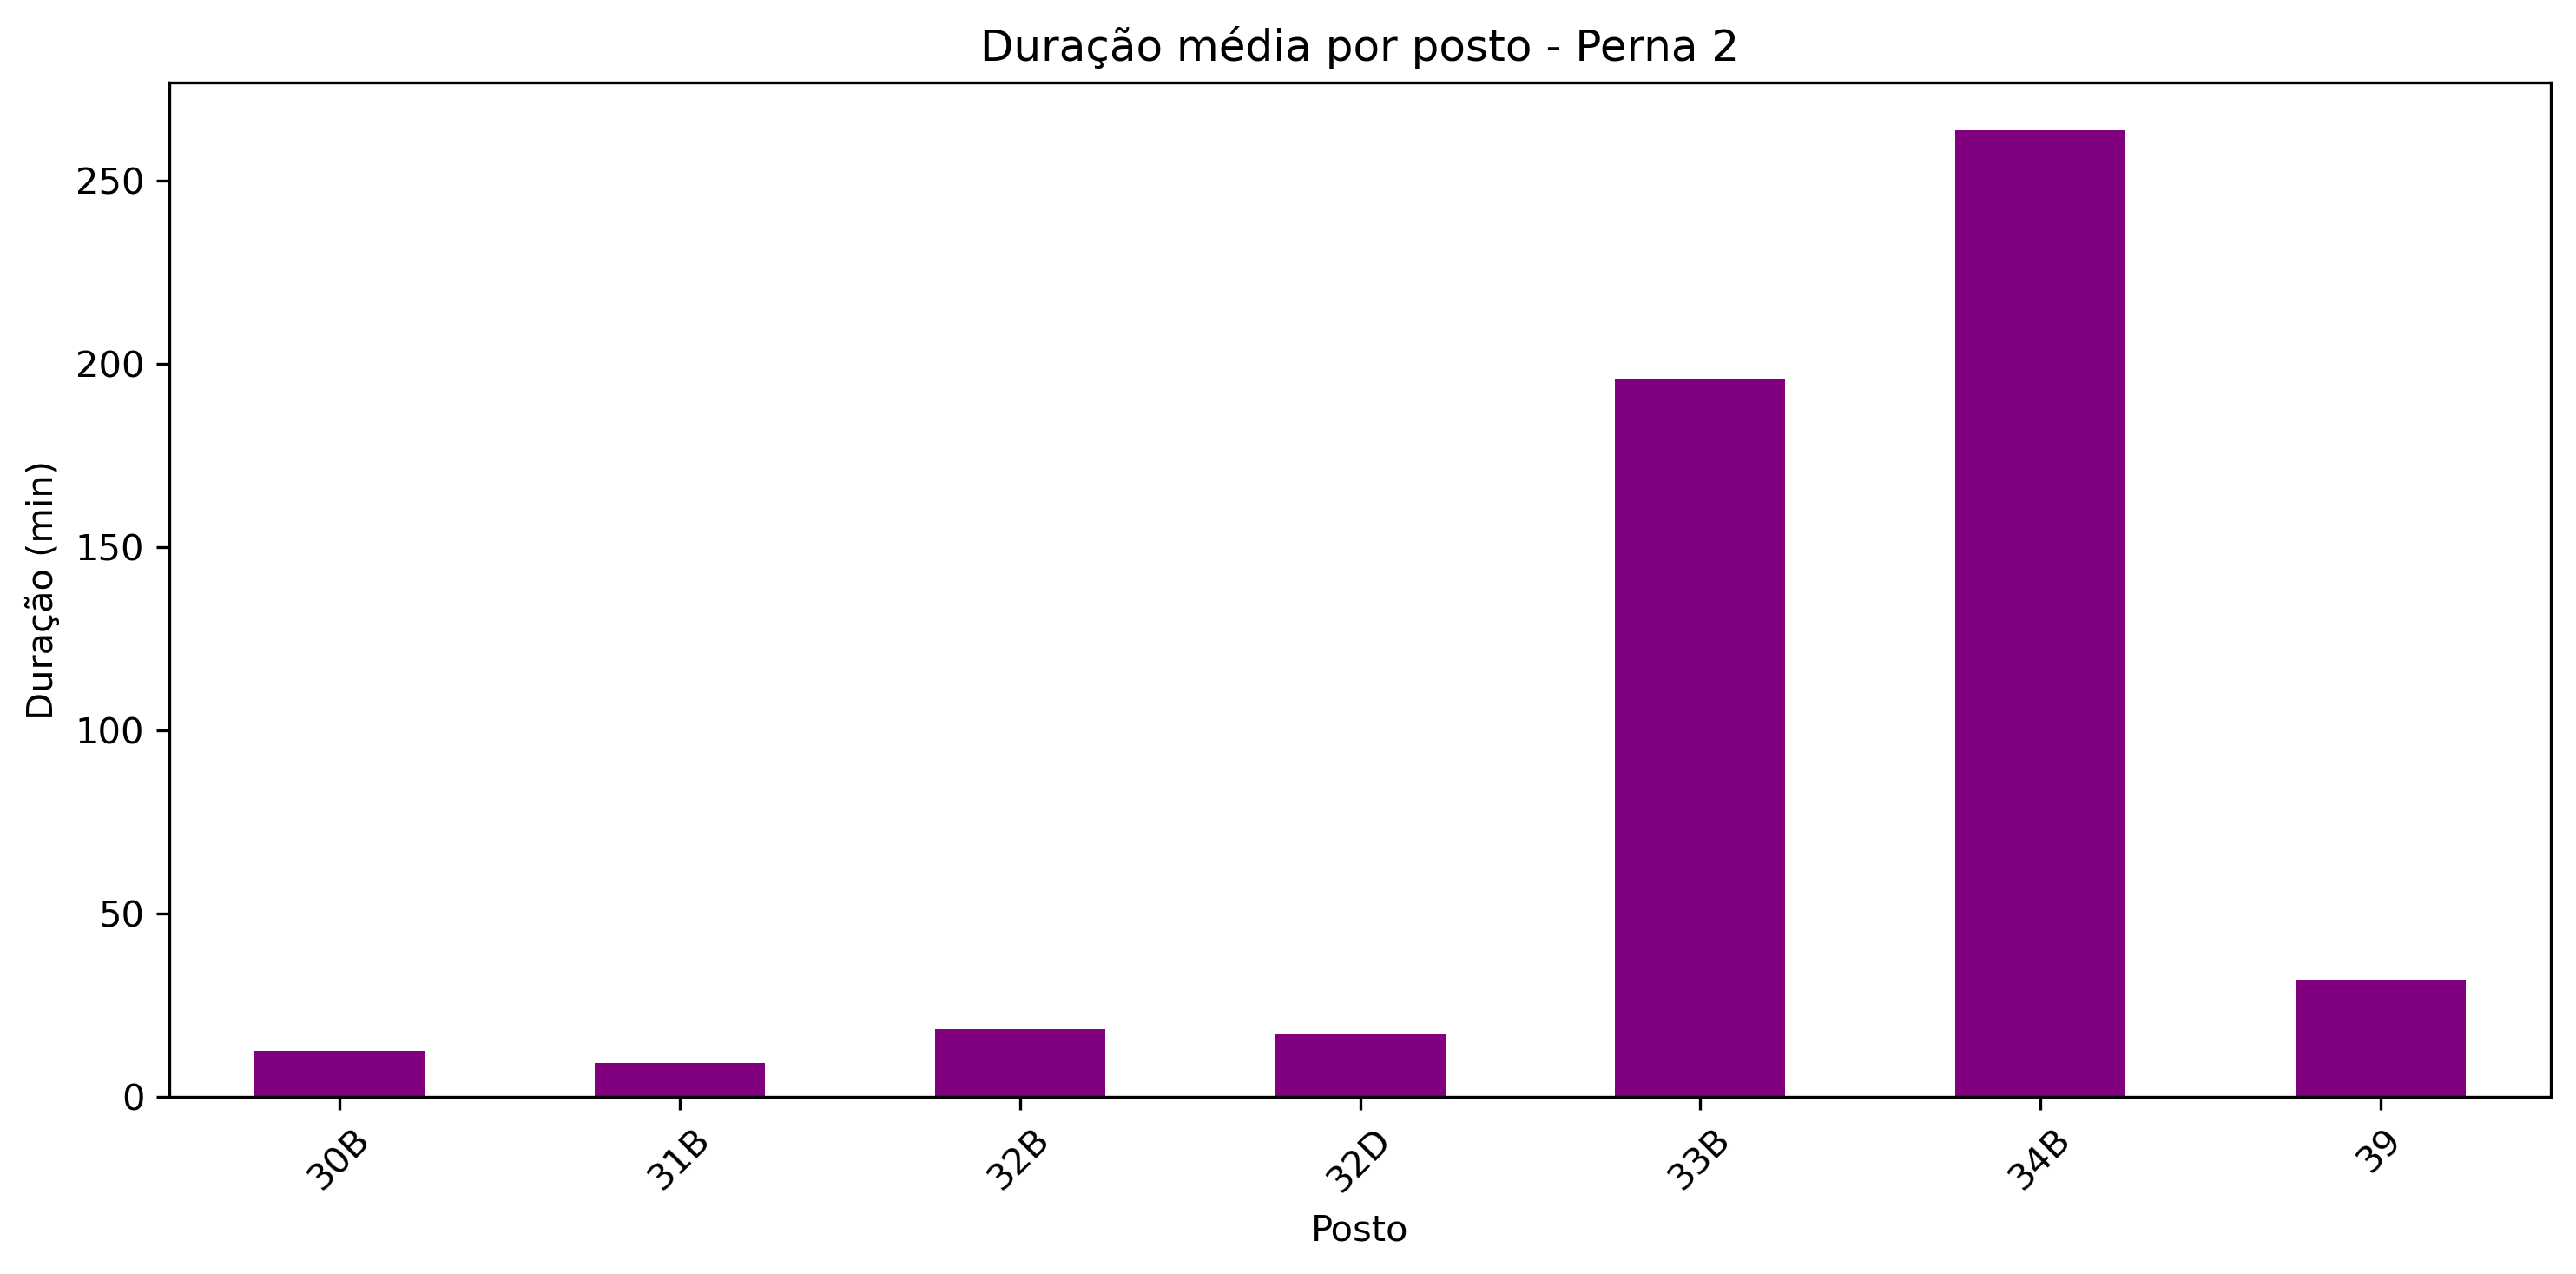 Duração média por posto - Perna 2
Duração (min)
250
200
150
100
50
0
30B
31B
32B
32D
33B
34B
39
Posto